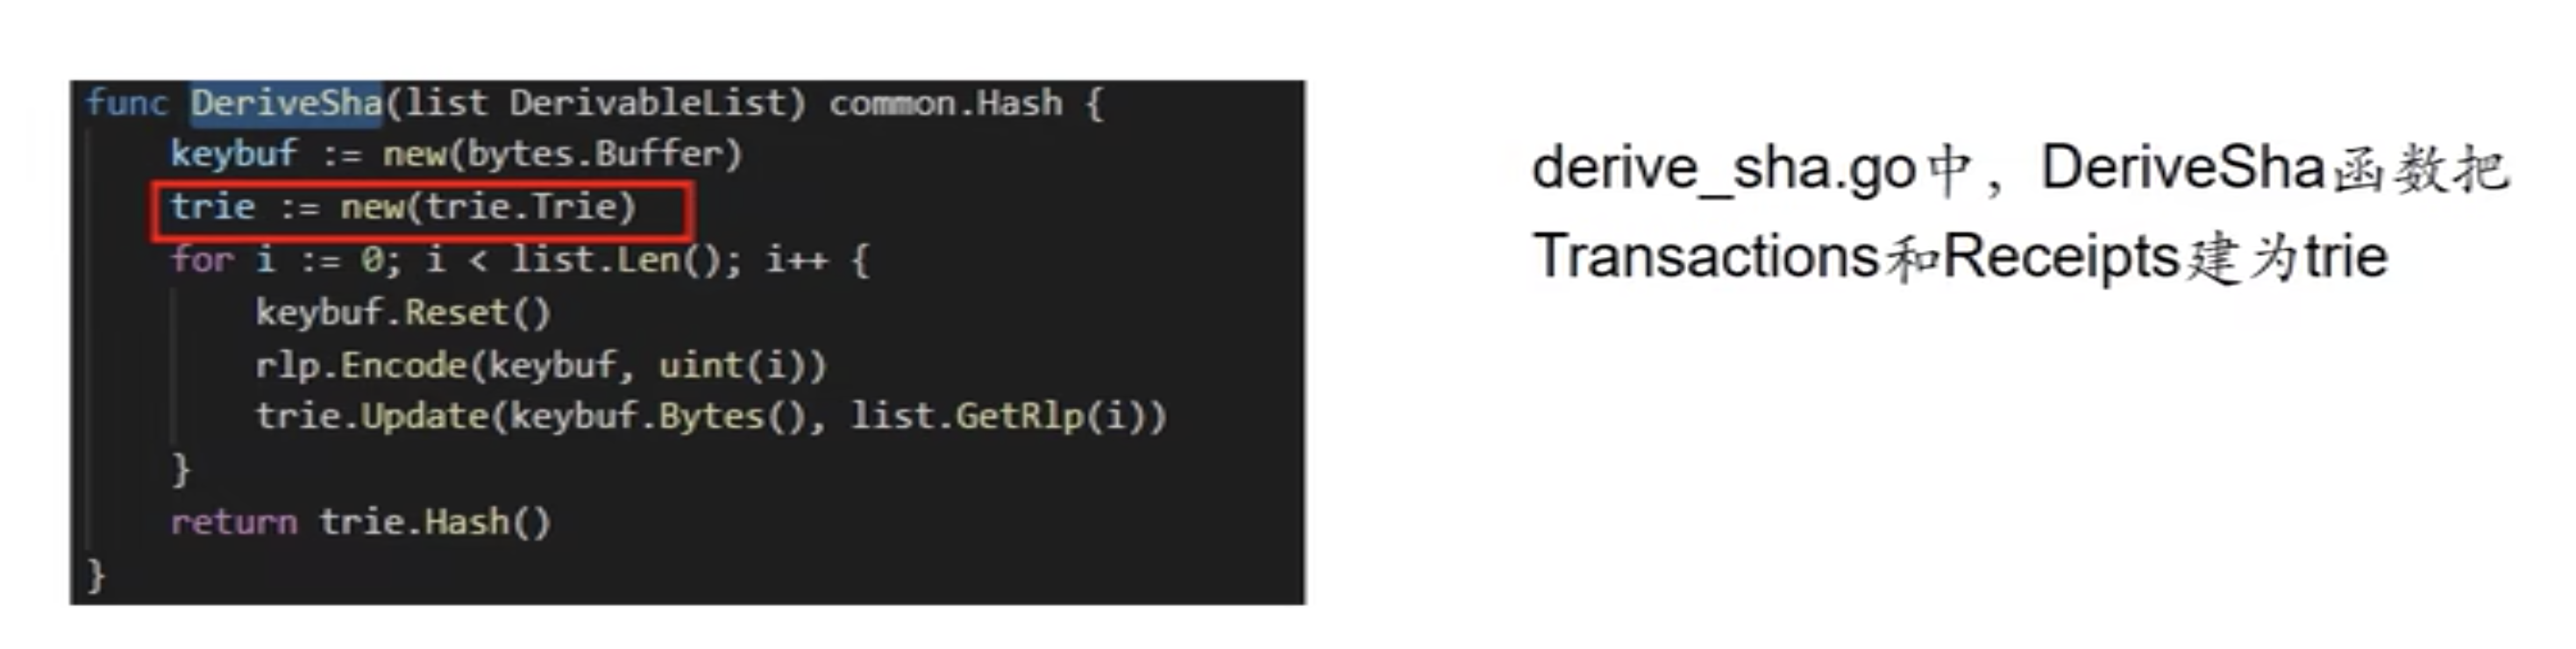 func DeriveSha(list DerivableList) common.Hash {
keybuf := new(bytes.Buffer)
trie := new(trie.Trie)
for i := 0; i < list.Len(); i++ {
keybuf.Reset()
rlp.Encode(keybuf, uint(i))
trie.Update(keybuf.Bytes(), list.GetRlp(i))
}
return trie.Hash()
}
derive_sha.go中，DeriveSha函数把
Transactions和Receipts建为trie